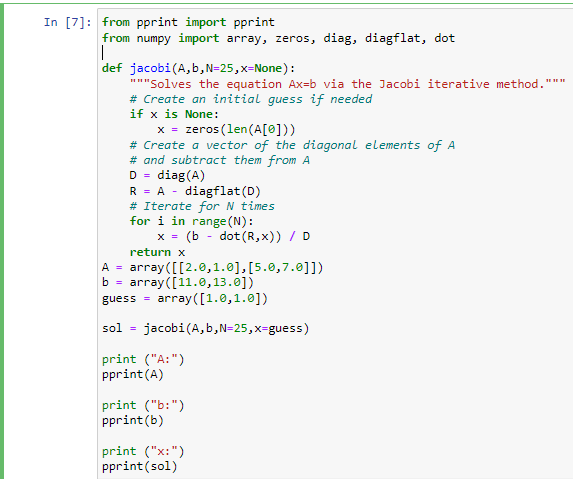 In [7]: from pprint import pprint
from numpy import array, zeros, diag, diagflat, dot

def jacobi(A,b,N=25,x=None):
    """Solves the equation Ax=b via the Jacobi iterative method."""
    # Create an initial guess if needed
    if x is None:
        x = zeros(len(A[0]))
    # Create a vector of the diagonal elements of A
    # and subtract them from A
    D = diag(A)
    R = A - diagflat(D)
    # Iterate for N times
    for i in range(N):
        x = (b - dot(R,x)) / D
    return x
A = array([[2.0,1.0],[5.0,7.0]])
b = array([11.0,13.0])
guess = array([1.0,1.0])

sol = jacobi(A,b,N=25,x=guess)

print ("A:")
pprint(A)

print ("b:")
pprint(b)

print ("x:")
pprint(sol)